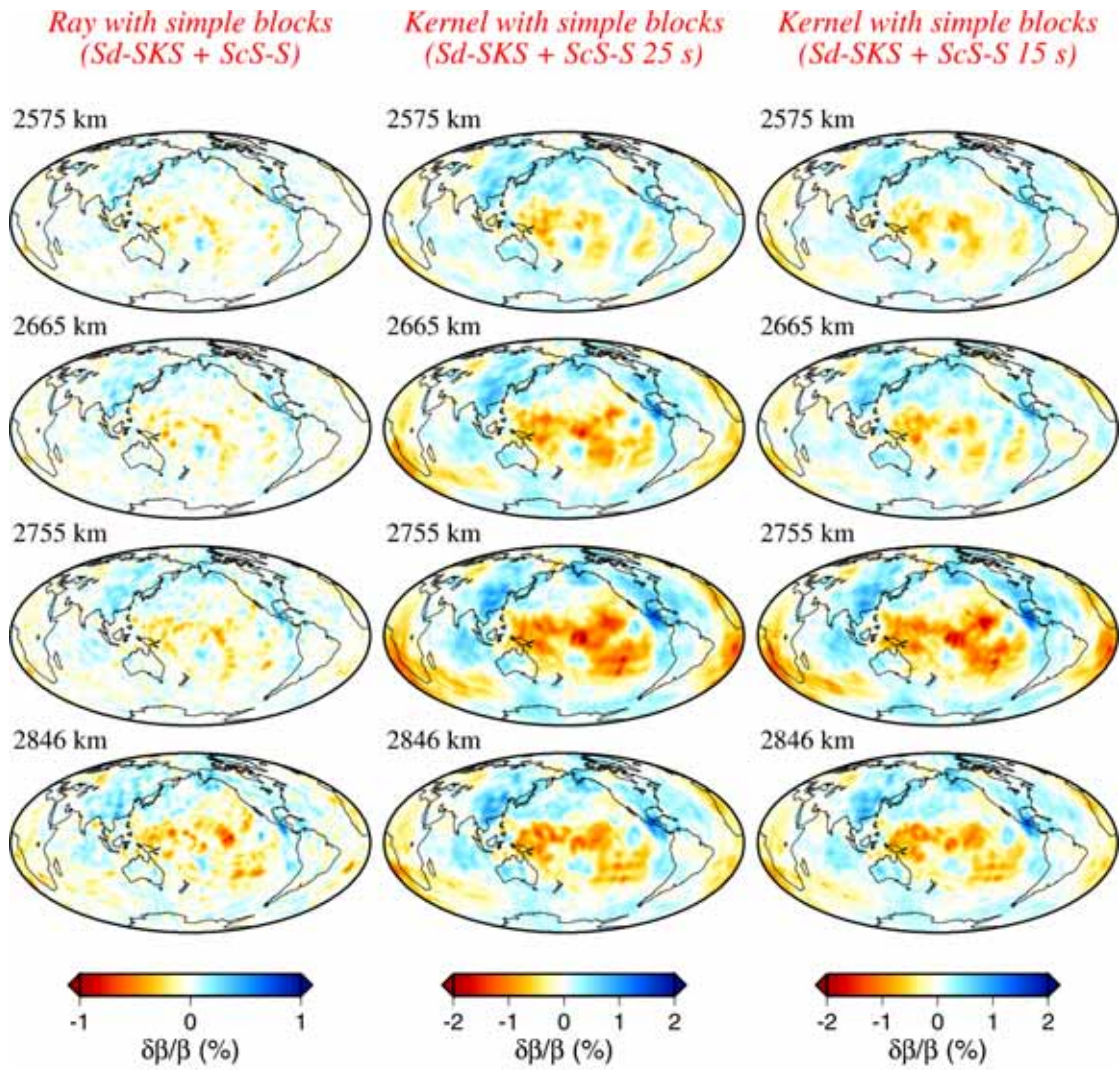 Ray with simple blocks
(Sd-SKS + ScS-S)
Kernel with simple blocks
(Sd-SKS + ScS-S 25 s)
Kernel with simple blocks
(Sd-SKS + ScS-S 15 s)
2575 km
2575 km
2575 km
2665 km
2665 km
2665 km
2755 km
2755 km
2755 km
2846 km
2846 km
2846 km
-1 0 1
δβ/β (%)
-2 -1 0 1 2
δβ/β (%)
-2 -1 0 1 2
δβ/β (%)